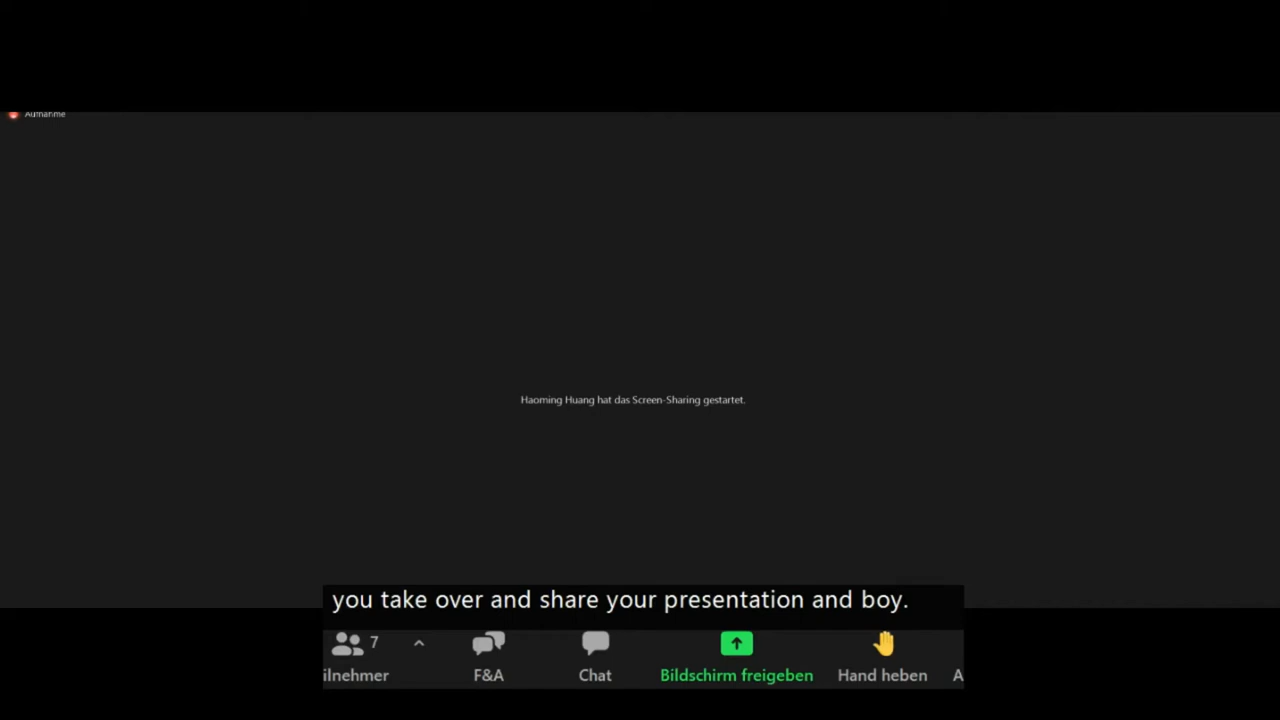 Aufnahme
Haoming Huang hat das Screen-Sharing gestartet.
you take over and share your presentation and boy.
7
ilnehmer
F&A
Chat
Bildschirm freigeben
Hand heben
A